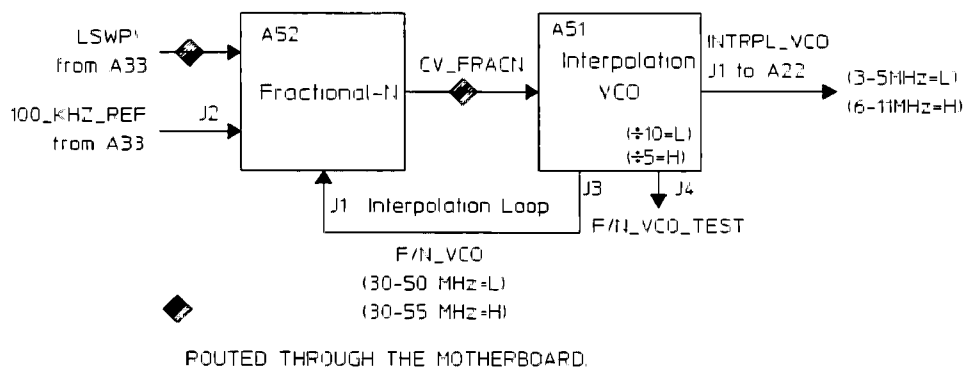 LSWP\
from A33
100_KHZ_REF
from A33
J2
A52
Fractional-N
CV_FRACN
A51
Interpolation
VCO
(÷10=L)
(÷5=H)
INTRPL_VCO
J1 to A22
(3-5MHz=L)
(6-11MHz=H)
J1 Interpolation Loop
J3
J4
F/N_VCO_TEST
F/N_VCO
(30-50 MHz=L)
(30-55 MHz=H)
ROUTED THROUGH THE MOTHERBOARD.